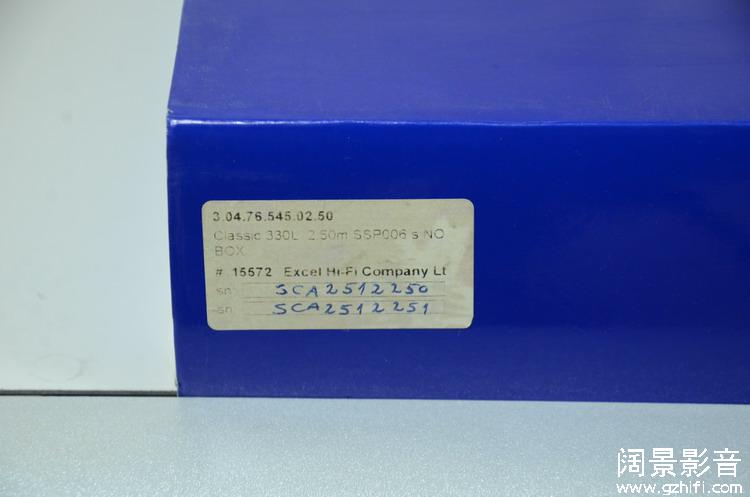 3.04.76.545.02.50
Classic 330L 2.50m SSP006 s NO
BOX
# 15572 Excel Hi-Fi Company Lt
sn SCA2512250
sn SCA2512251
阔景影音
www.gzhifi.com